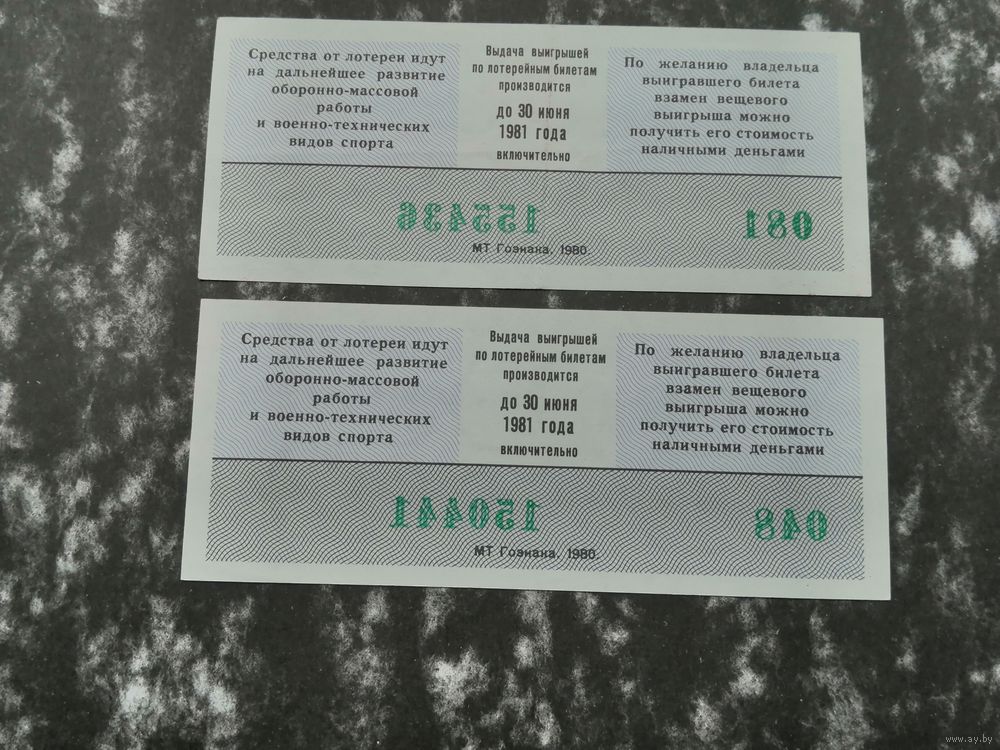 Средства от лотереи идут
на дальнейшее развитие
оборонно-массовой
работы
и военно-технических
видов спорта
Выдача выигрышей
по лотерейным билетам
производится
до 30 июня
1981 года
включительно
По желанию владельца
выигравшего билета
взамен вещевого
выигрыша можно
получить его стоимость
наличными деньгами
155436
081
МТ Гознака. 1980.
Средства от лотереи идут
на дальнейшее развитие
оборонно-массовой
работы
и военно-технических
видов спорта
Выдача выигрышей
по лотерейным билетам
производится
до 30 июня
1981 года
включительно
По желанию владельца
выигравшего билета
взамен вещевого
выигрыша можно
получить его стоимость
наличными деньгами
150441
048
МТ Гознака. 1980.
www.ay.by